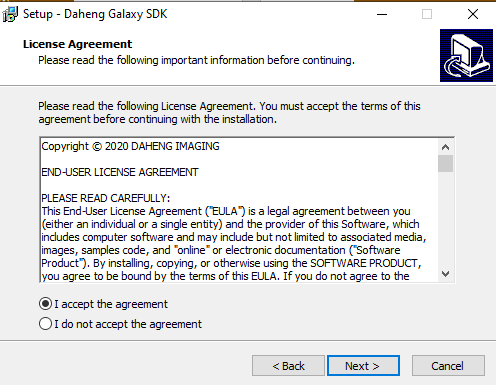 Setup - Daheng Galaxy SDK
License Agreement
Please read the following important information before continuing.
Please read the following License Agreement. You must accept the terms of this
agreement before continuing with the installation.
Copyright © 2020 DAHENG IMAGING
END-USER LICENSE AGREEMENT
PLEASE READ CAREFULLY:
This End-User License Agreement ("EULA") is a legal agreement between you
(either an individual or a single entity) and the provider of this Software, which
includes computer software and may include but not limited to associated media,
images, samples code, and "online" or electronic documentation ("Software
Product"). By installing, copying, or otherwise using the SOFTWARE PRODUCT,
you agree to be bound by the terms of this EULA. If you do not agree to the
I accept the agreement
I do not accept the agreement
< Back
Next >
Cancel